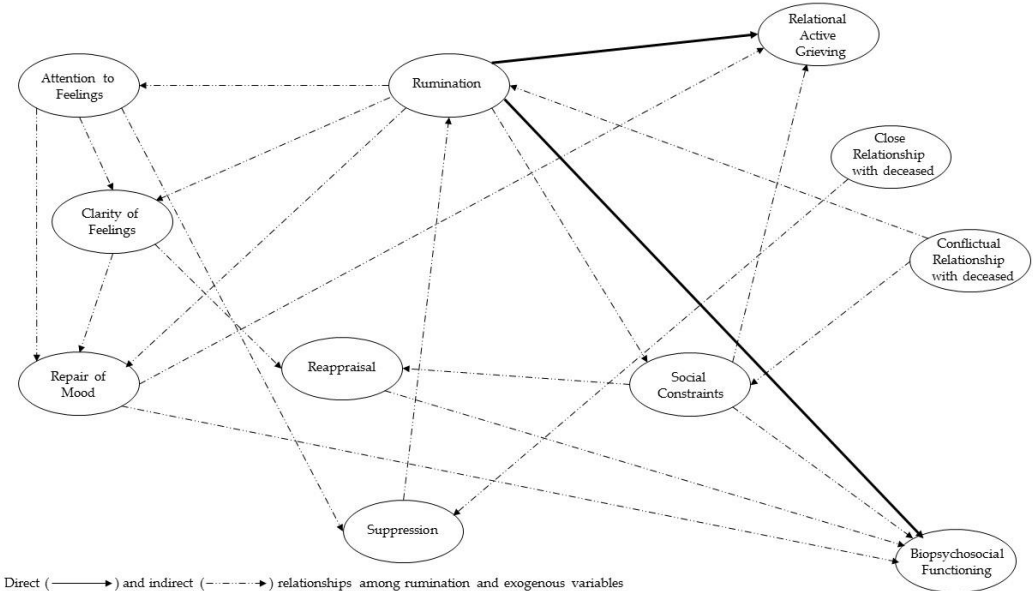 Relational
Active
Grieving
Attention to
Feelings
Rumination
Close
Relationship
with deceased
Clarity of
Feelings
Conflictual
Relationship
with deceased
Repair of
Mood
Reappraisal
Social
Constraints
Suppression
Biopsychosocial
Functioning
Direct ( ) and indirect ( ) relationships among rumination and exogenous variables